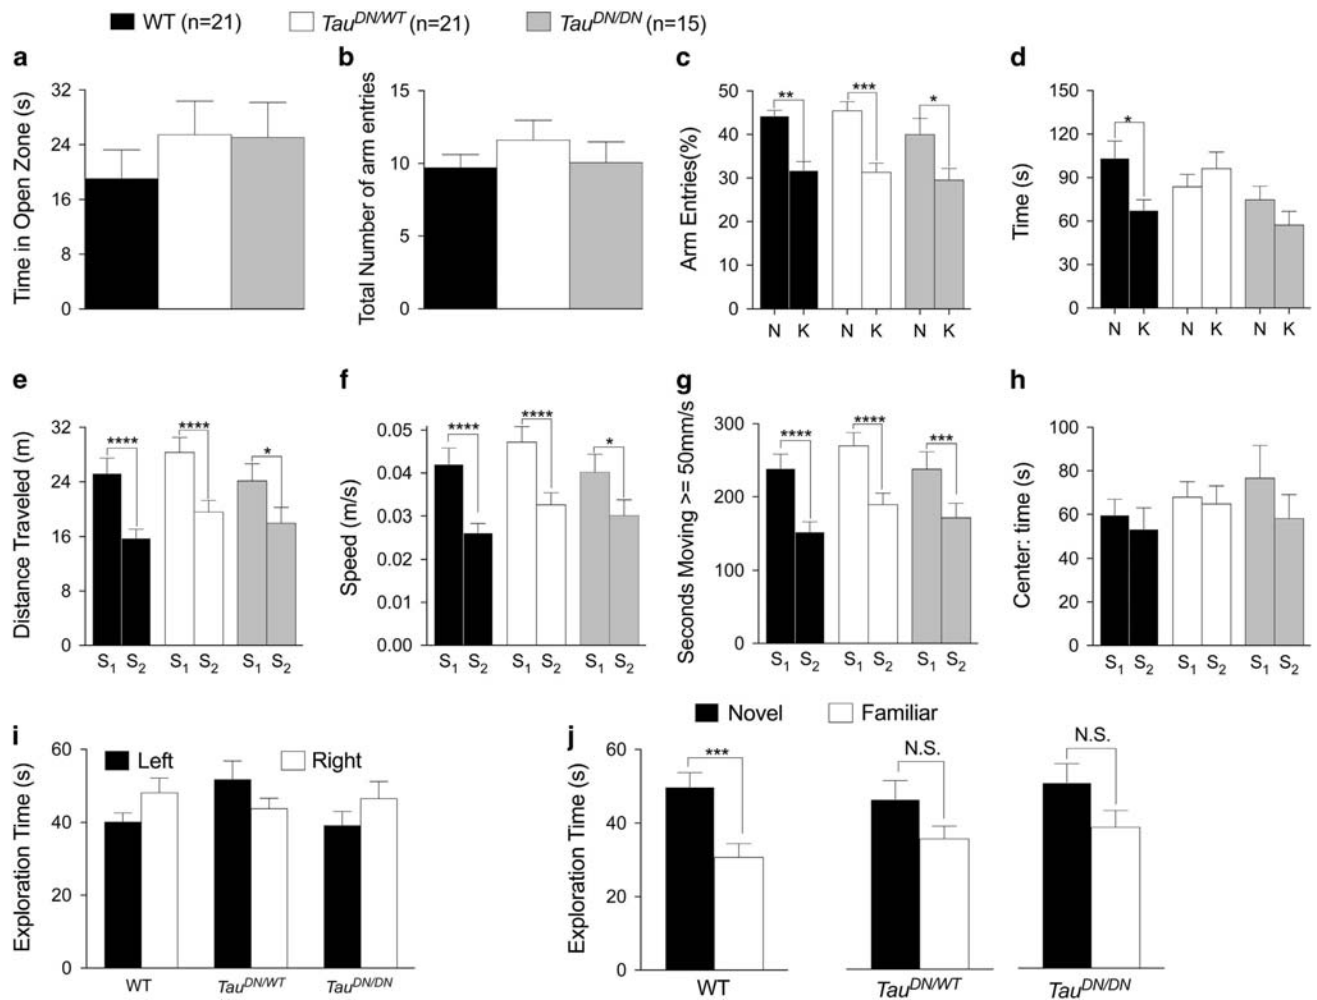 WT (n=21) Tau^DN/WT (n=21) Tau^DN/DN (n=15)
a
Time in Open Zone (s)
32
24
16
8
0
b
Total Number of arm entries
15
10
5
0
c
Arm Entries(%)
50
40
30
20
10
0
** *** *
N K N K N K
d
Time (s)
150
120
90
60
30
0
*
N K N K N K
e
Distance Traveled (m)
32
24
16
8
0
**** **** *
S1 S2 S1 S2 S1 S2
f
Speed (m/s)
0.05
0.04
0.03
0.02
0.01
0.00
**** **** *
S1 S2 S1 S2 S1 S2
g
Seconds Moving >= 50mm/s
300
200
100
0
**** **** ***
S1 S2 S1 S2 S1 S2
h
Center: time (s)
100
80
60
40
20
0
S1 S2 S1 S2 S1 S2
i
Exploration Time (s)
60
40
20
0
Left Right
WT Tau^DN/WT Tau^DN/DN
j
Novel Familiar
Exploration Time (s)
60
40
20
0
*** N.S. N.S.
WT Tau^DN/WT Tau^DN/DN